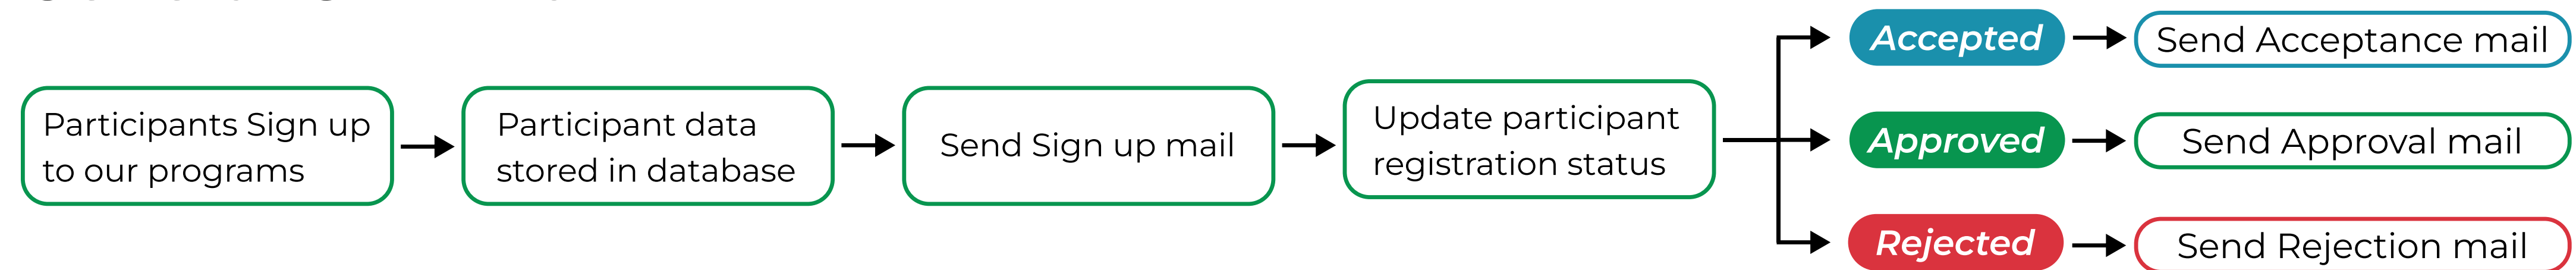 Participants Sign up
to our programs
Participant data
stored in database
Send Sign up mail
Update participant
registration status
Accepted
Send Acceptance mail
Approved
Send Approval mail
Rejected
Send Rejection mail